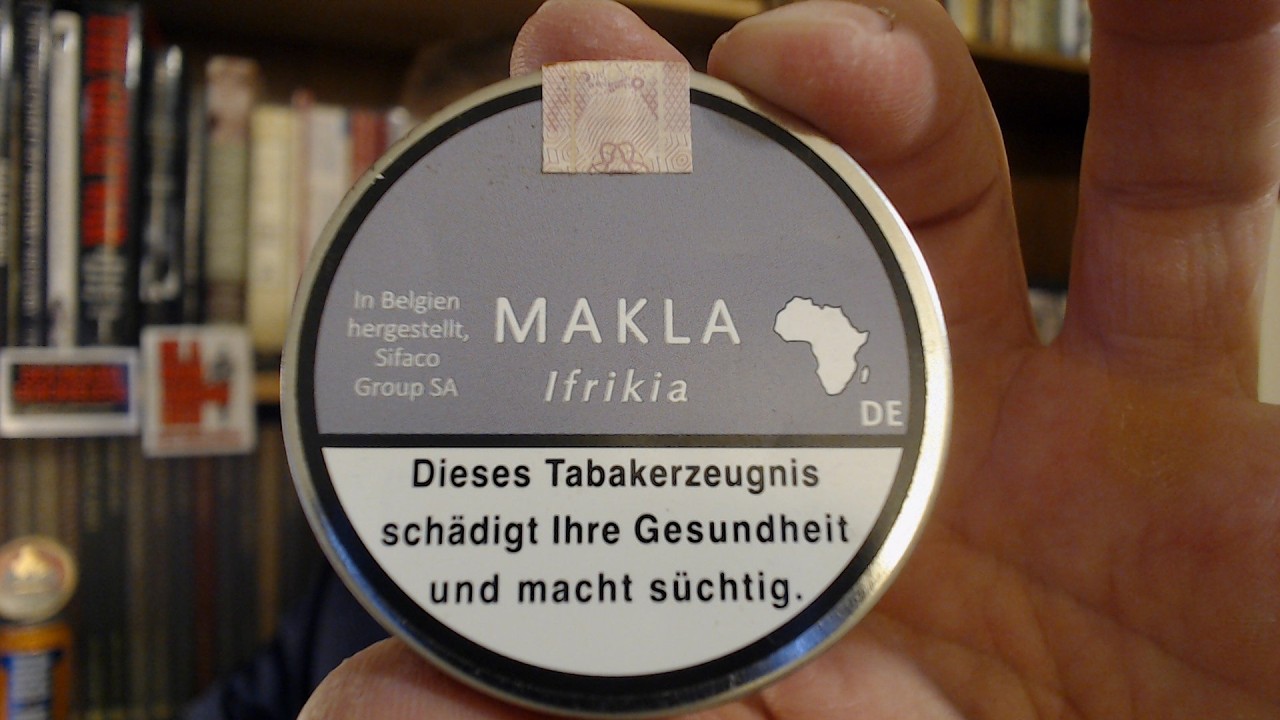 In Belgien
hergestellt,
Sifaco
Group SA
MAKLA
Ifrikia
DE
Dieses Tabakerzeugnis
schädigt Ihre Gesundheit
und macht süchtig.